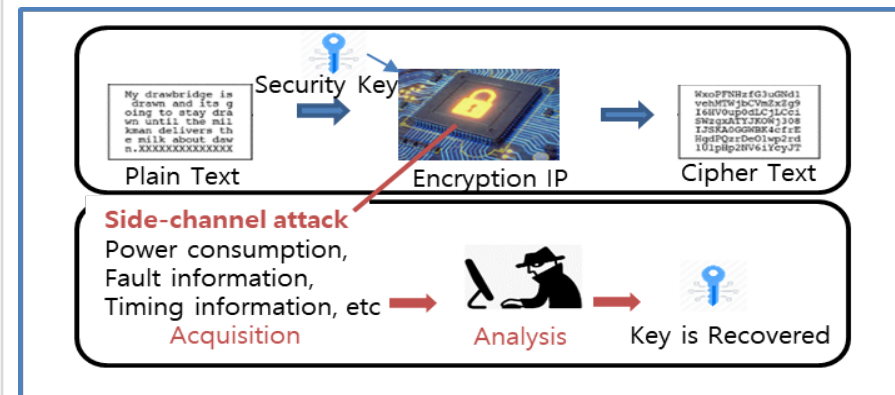 Security Key
My drawbridge is
drawn and its g
oing to stay dra
wn until the mil
kman delivers th
e milk about daw
n.XXXXXXXXXXXXXX
Plain Text
Encryption IP
Cipher Text
Side-channel attack
Power consumption,
Fault information,
Timing information, etc
Acquisition
Analysis
Key is Recovered